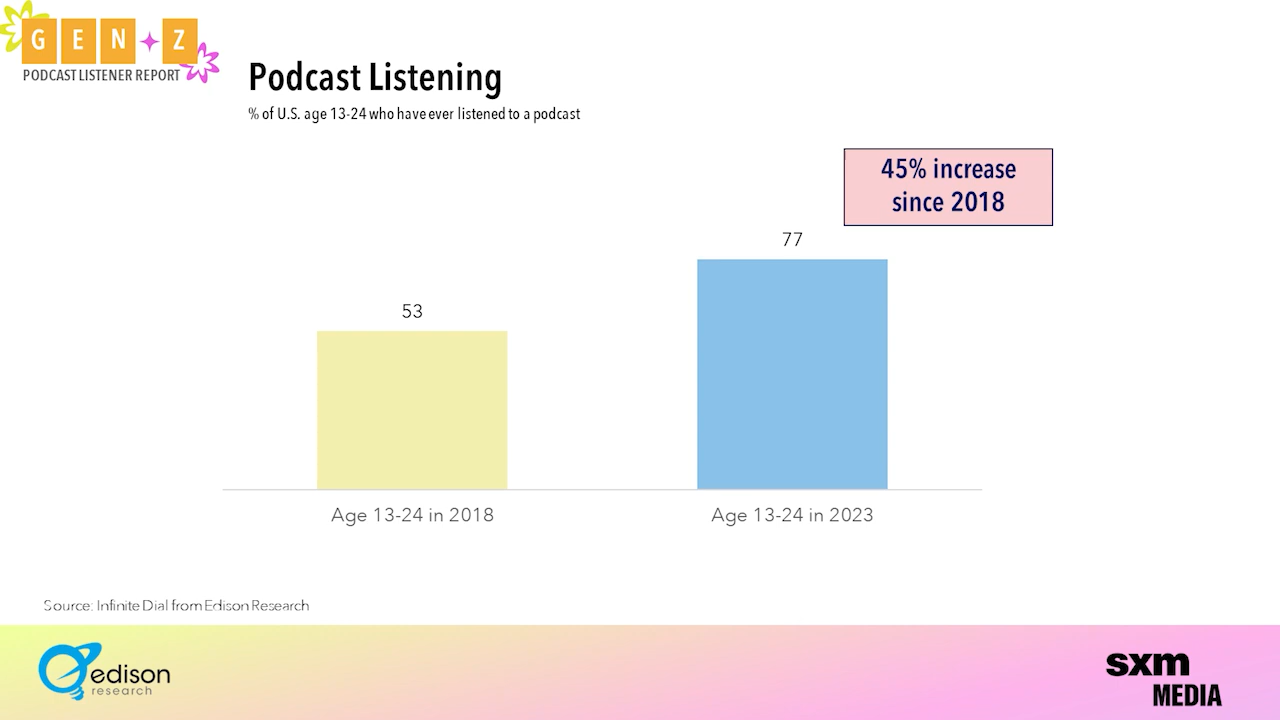 GEN Z
PODCAST LISTENER REPORT
Podcast Listening
% of U.S. age 13-24 who have ever listened to a podcast
45% increase
since 2018
77
53
Age 13-24 in 2018
Age 13-24 in 2023
Source: Infinite Dial from Edison Research
edison
research
sxm
MEDIA